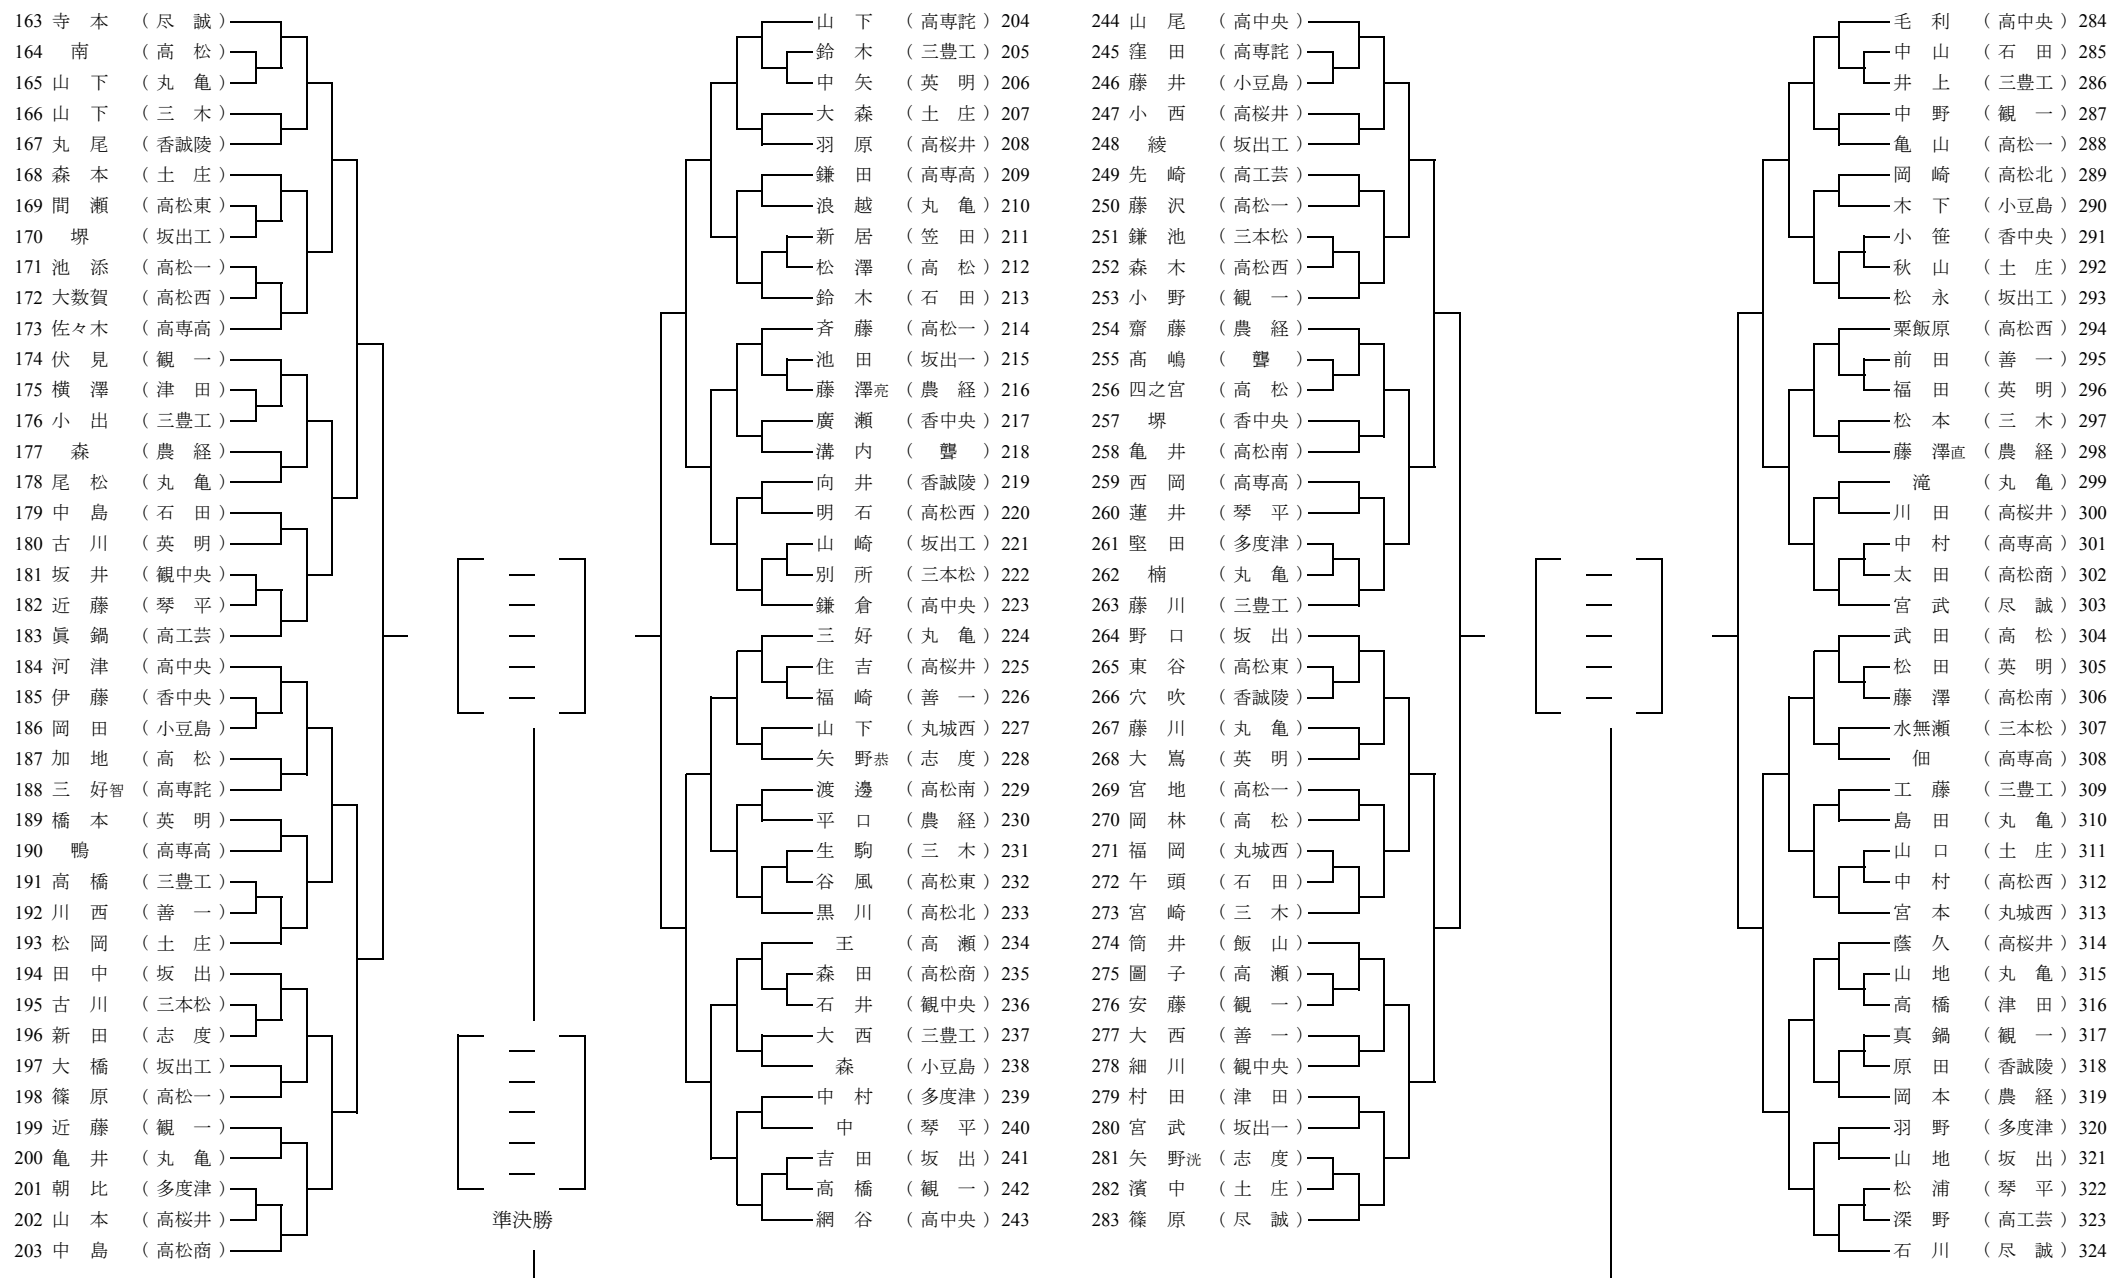 163 寺 本 （ 尽 誠 ）
164 南 （ 高 松 ）
165 山 下 （ 丸 亀 ）
166 山 下 （ 三 木 ）
167 丸 尾 （ 香誠陵 ）
168 森 本 （ 土 庄 ）
169 間 瀬 （ 高松東 ）
170 堺 （ 坂出工 ）
171 池 添 （ 高松一 ）
172 大数賀 （ 高松西 ）
173 佐々木 （ 高専高 ）
174 伏 見 （ 観 一 ）
175 横 澤 （ 津 田 ）
176 小 出 （ 三豊工 ）
177 森 （ 農 経 ）
178 尾 松 （ 丸 亀 ）
179 中 島 （ 石 田 ）
180 古 川 （ 英 明 ）
181 坂 井 （ 観中央 ）
182 近 藤 （ 琴 平 ）
183 眞 鍋 （ 高工芸 ）
184 河 津 （ 高中央 ）
185 伊 藤 （ 香中央 ）
186 岡 田 （ 小豆島 ）
187 加 地 （ 高 松 ）
188 三 好智 （ 高専詫 ）
189 橋 本 （ 英 明 ）
190 鴨 （ 高専高 ）
191 高 橋 （ 三豊工 ）
192 川 西 （ 善 一 ）
193 松 岡 （ 土 庄 ）
194 田 中 （ 坂 出 ）
195 古 川 （ 三本松 ）
196 新 田 （ 志 度 ）
197 大 橋 （ 坂出工 ）
198 篠 原 （ 高松一 ）
199 近 藤 （ 観 一 ）
200 亀 井 （ 丸 亀 ）
201 朝 比 （ 多度津 ）
202 山 本 （ 高桜井 ）
203 中 島 （ 高松商 ）
準決勝
山 下 （ 高専詫 ） 204
鈴 木 （ 三豊工 ） 205
中 矢 （ 英 明 ） 206
大 森 （ 土 庄 ） 207
羽 原 （ 高桜井 ） 208
鎌 田 （ 高専高 ） 209
浪 越 （ 丸 亀 ） 210
新 居 （ 笠 田 ） 211
松 澤 （ 高 松 ） 212
鈴 木 （ 石 田 ） 213
斉 藤 （ 高松一 ） 214
池 田 （ 坂出一 ） 215
藤 澤亮 （ 農 経 ） 216
廣 瀬 （ 香中央 ） 217
溝 内 （ 聾 ） 218
向 井 （ 香誠陵 ） 219
明 石 （ 高松西 ） 220
山 崎 （ 坂出工 ） 221
別 所 （ 三本松 ） 222
鎌 倉 （ 高中央 ） 223
三 好 （ 丸 亀 ） 224
住 吉 （ 高桜井 ） 225
福 崎 （ 善 一 ） 226
山 下 （ 丸城西 ） 227
矢 野恭 （ 志 度 ） 228
渡 邊 （ 高松南 ） 229
平 口 （ 農 経 ） 230
生 駒 （ 三 木 ） 231
谷 風 （ 高松東 ） 232
黒 川 （ 高松北 ） 233
王 （ 高 瀬 ） 234
森 田 （ 高松商 ） 235
石 井 （ 観中央 ） 236
大 西 （ 三豊工 ） 237
森 （ 小豆島 ） 238
中 村 （ 多度津 ） 239
中 （ 琴 平 ） 240
吉 田 （ 坂 出 ） 241
高 橋 （ 観 一 ） 242
網 谷 （ 高中央 ） 243
244 山 尾 （ 高中央 ）
245 窪 田 （ 高専詫 ）
246 藤 井 （ 小豆島 ）
247 小 西 （ 高桜井 ）
248 綾 （ 坂出工 ）
249 先 崎 （ 高工芸 ）
250 藤 沢 （ 高松一 ）
251 鎌 池 （ 三本松 ）
252 森 木 （ 高松西 ）
253 小 野 （ 観 一 ）
254 齋 藤 （ 農 経 ）
255 髙 嶋 （ 聾 ）
256 四之宮 （ 高 松 ）
257 堺 （ 香中央 ）
258 亀 井 （ 高松南 ）
259 西 岡 （ 高専高 ）
260 蓮 井 （ 琴 平 ）
261 堅 田 （ 多度津 ）
262 楠 （ 丸 亀 ）
263 藤 川 （ 三豊工 ）
264 野 口 （ 坂 出 ）
265 東 谷 （ 高松東 ）
266 穴 吹 （ 香誠陵 ）
267 藤 川 （ 丸 亀 ）
268 大 嶌 （ 英 明 ）
269 宮 地 （ 高松一 ）
270 岡 林 （ 高 松 ）
271 福 岡 （ 丸城西 ）
272 午 頭 （ 石 田 ）
273 宮 崎 （ 三 木 ）
274 筒 井 （ 飯 山 ）
275 圖 子 （ 高 瀬 ）
276 安 藤 （ 観 一 ）
277 大 西 （ 善 一 ）
278 細 川 （ 観中央 ）
279 村 田 （ 津 田 ）
280 宮 武 （ 坂出一 ）
281 矢 野洸 （ 志 度 ）
282 濱 中 （ 土 庄 ）
283 篠 原 （ 尽 誠 ）
毛 利 （ 高中央 ） 284
中 山 （ 石 田 ） 285
井 上 （ 三豊工 ） 286
中 野 （ 観 一 ） 287
亀 山 （ 高松一 ） 288
岡 崎 （ 高松北 ） 289
木 下 （ 小豆島 ） 290
小 笹 （ 香中央 ） 291
秋 山 （ 土 庄 ） 292
松 永 （ 坂出工 ） 293
粟飯原 （ 高松西 ） 294
前 田 （ 善 一 ） 295
福 田 （ 英 明 ） 296
松 本 （ 三 木 ） 297
藤 澤直 （ 農 経 ） 298
滝 （ 丸 亀 ） 299
川 田 （ 高桜井 ） 300
中 村 （ 高専高 ） 301
太 田 （ 高松商 ） 302
宮 武 （ 尽 誠 ） 303
武 田 （ 高 松 ） 304
松 田 （ 英 明 ） 305
藤 澤 （ 高松南 ） 306
水無瀬 （ 三本松 ） 307
佃 （ 高専高 ） 308
工 藤 （ 三豊工 ） 309
島 田 （ 丸 亀 ） 310
山 口 （ 土 庄 ） 311
中 村 （ 高松西 ） 312
宮 本 （ 丸城西 ） 313
蔭 久 （ 高桜井 ） 314
山 地 （ 丸 亀 ） 315
高 橋 （ 津 田 ） 316
真 鍋 （ 観 一 ） 317
原 田 （ 香誠陵 ） 318
岡 本 （ 農 経 ） 319
羽 野 （ 多度津 ） 320
山 地 （ 坂 出 ） 321
松 浦 （ 琴 平 ） 322
深 野 （ 高工芸 ） 323
石 川 （ 尽 誠 ） 324